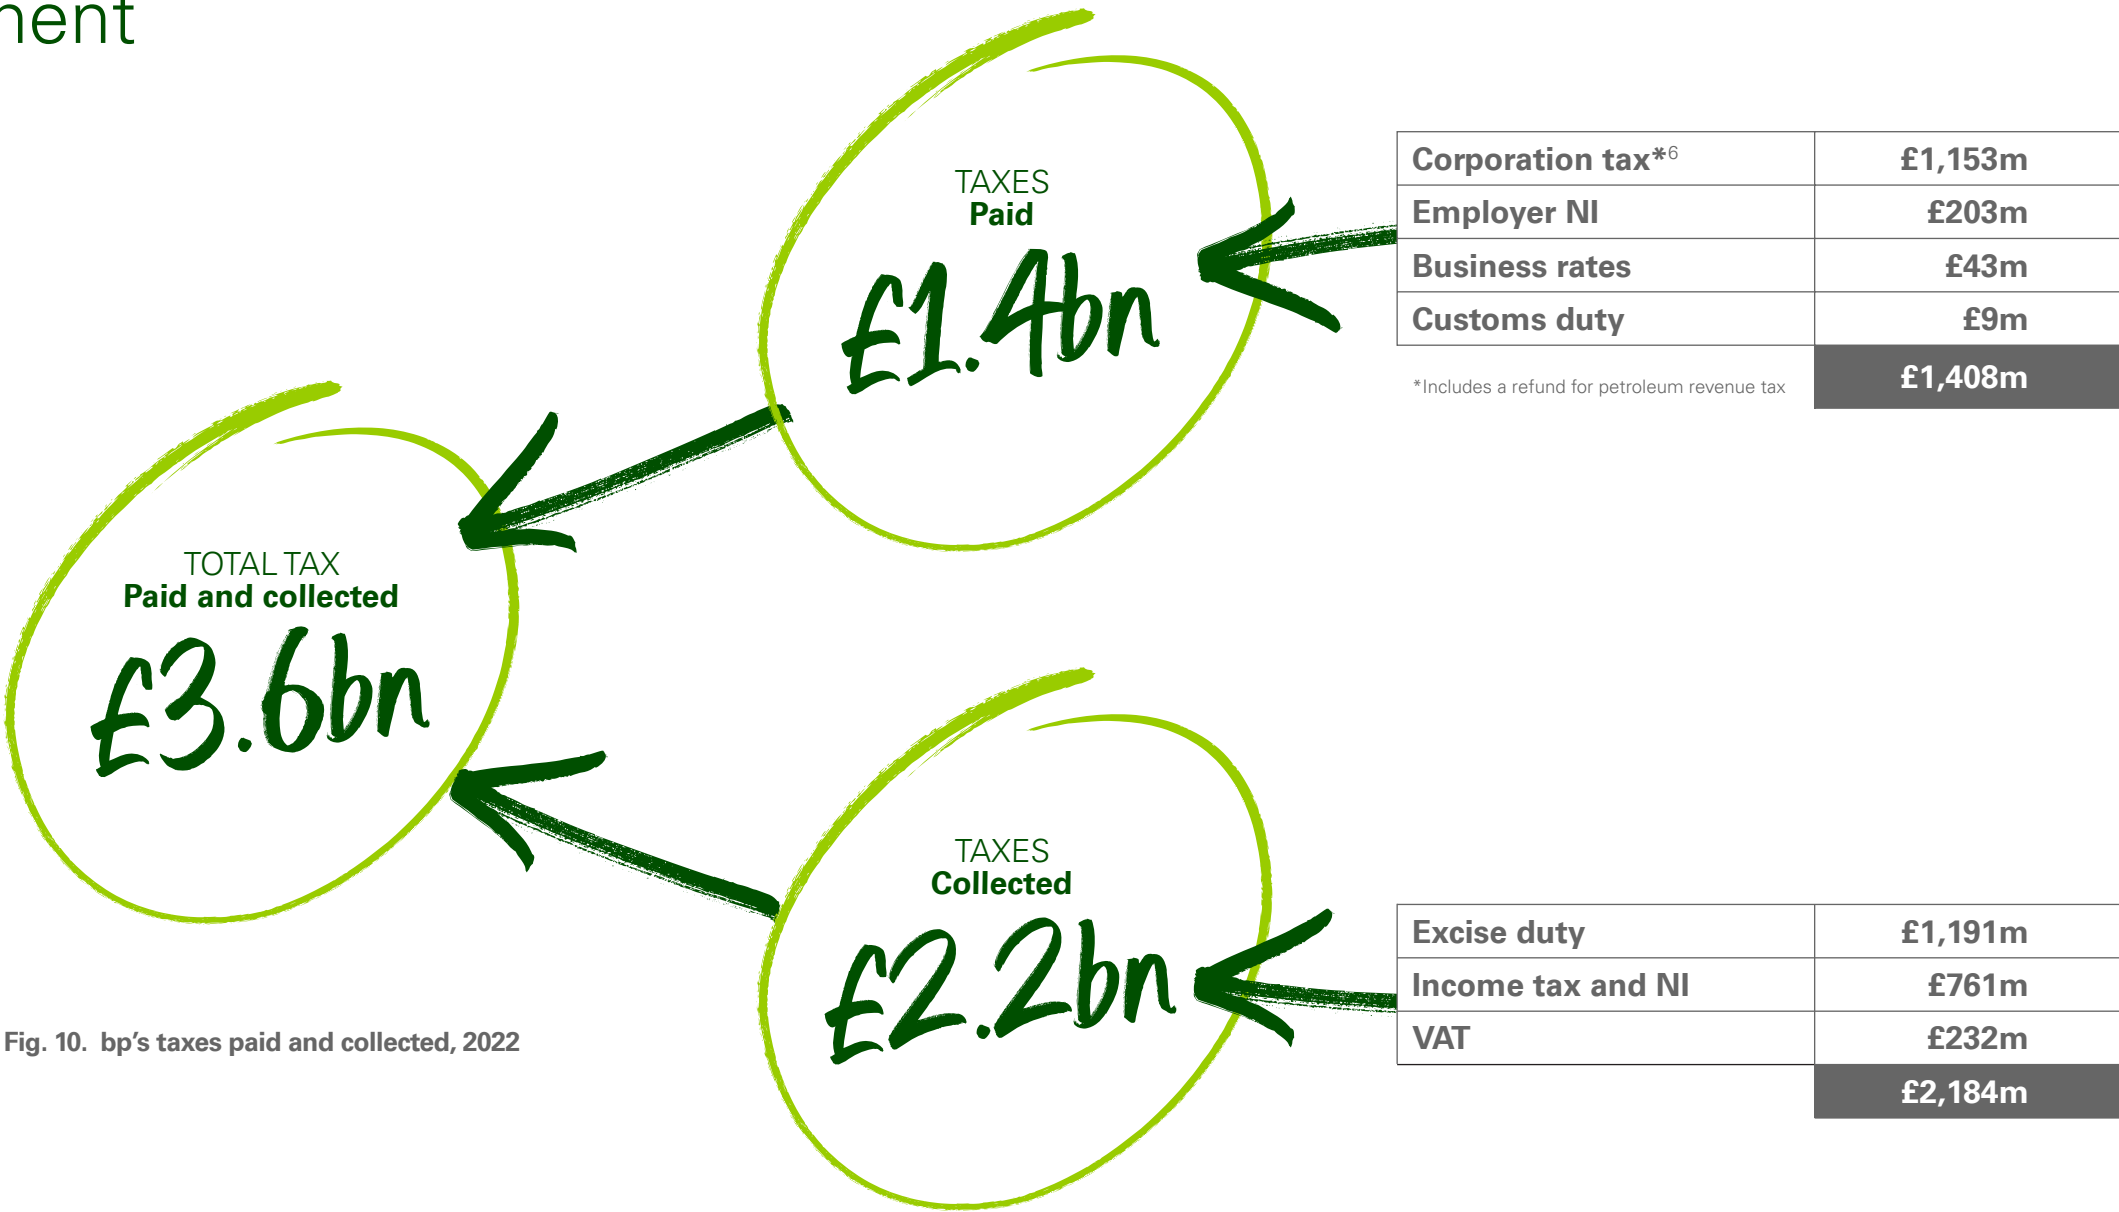 TAXES
Paid
£1.4bn
Corporation tax*6 £1,153m
Employer NI £203m
Business rates £43m
Customs duty £9m
*Includes a refund for petroleum revenue tax £1,408m
TOTAL TAX
Paid and collected
£3.6bn
TAXES
Collected
£2.2bn
Excise duty £1,191m
Income tax and NI £761m
VAT £232m
£2,184m
Fig. 10. bp’s taxes paid and collected, 2022